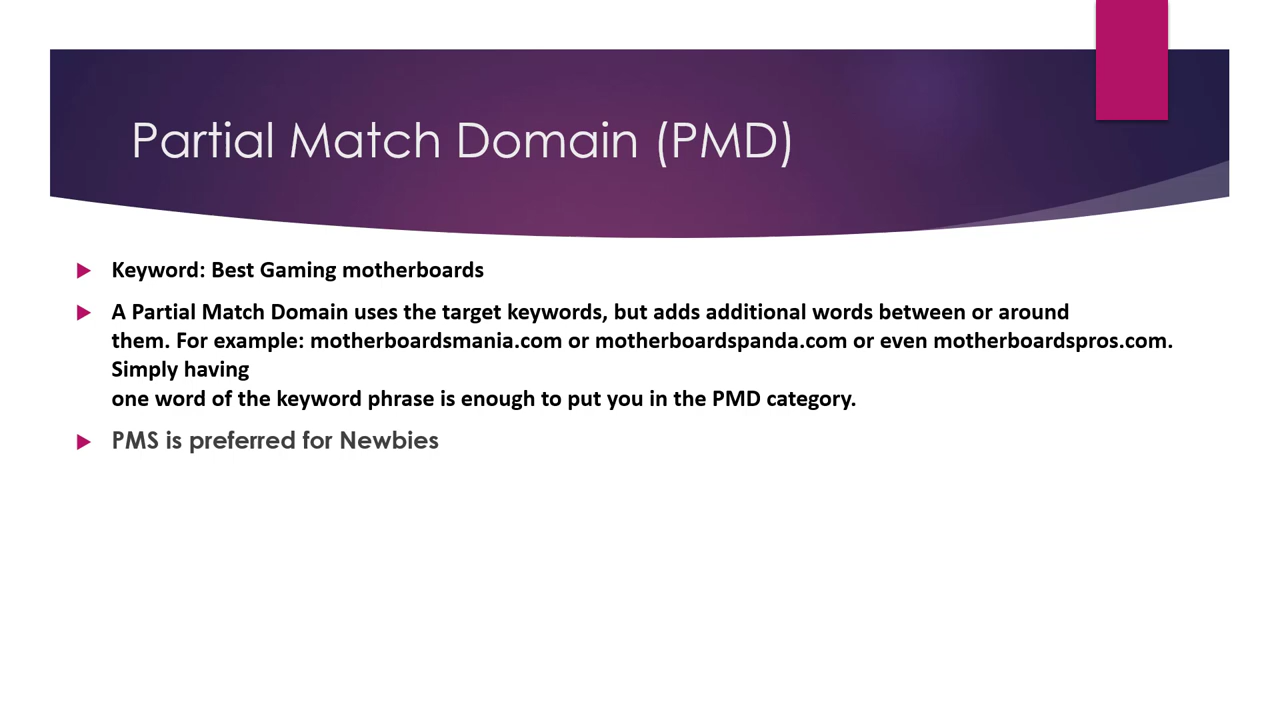 Partial Match Domain (PMD)
Keyword: Best Gaming motherboards
A Partial Match Domain uses the target keywords, but adds additional words between or around
them. For example: motherboardsmania.com or motherboardspanda.com or even motherboardspros.com.
Simply having
one word of the keyword phrase is enough to put you in the PMD category.
PMS is preferred for Newbies